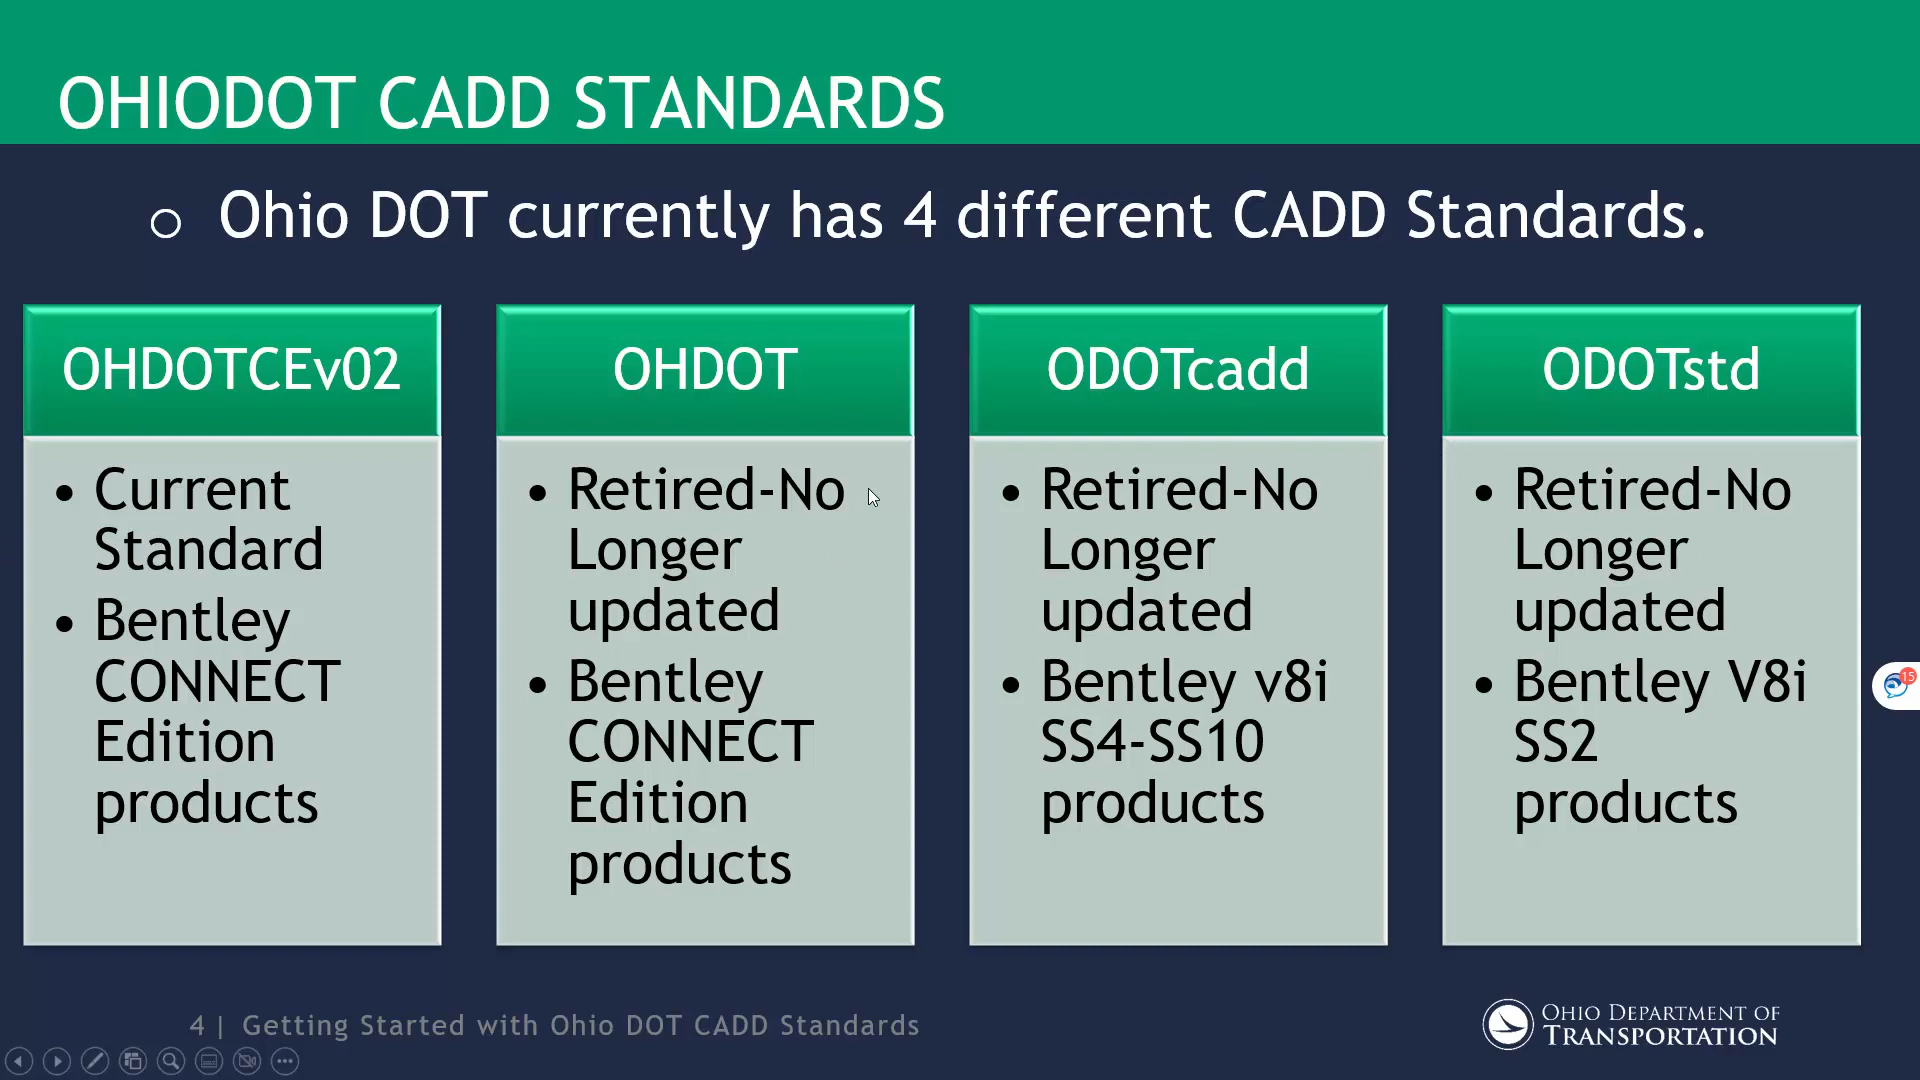 OHIODOT CADD STANDARDS
o Ohio DOT currently has 4 different CADD Standards.
OHDOTCEv02
• Current
Standard
• Bentley
CONNECT
Edition
products
OHDOT
• Retired-No
Longer
updated
• Bentley
CONNECT
Edition
products
ODOTcadd
• Retired-No
Longer
updated
• Bentley v8i
SS4-SS10
products
ODOTstd
• Retired-No
Longer
updated
• Bentley V8i
SS2
products
15
4 | Getting Started with Ohio DOT CADD Standards
OHIO DEPARTMENT OF
TRANSPORTATION